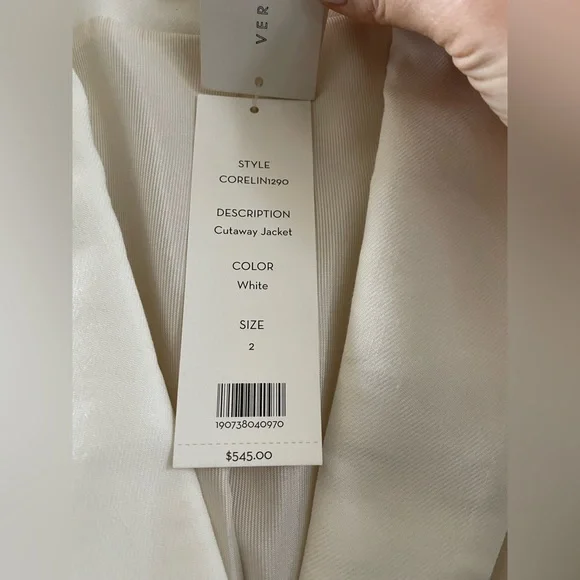 VER
STYLE
CORELIN1290
DESCRIPTION
Cutaway Jacket
COLOR
White
SIZE
2
190738040970
$545.00